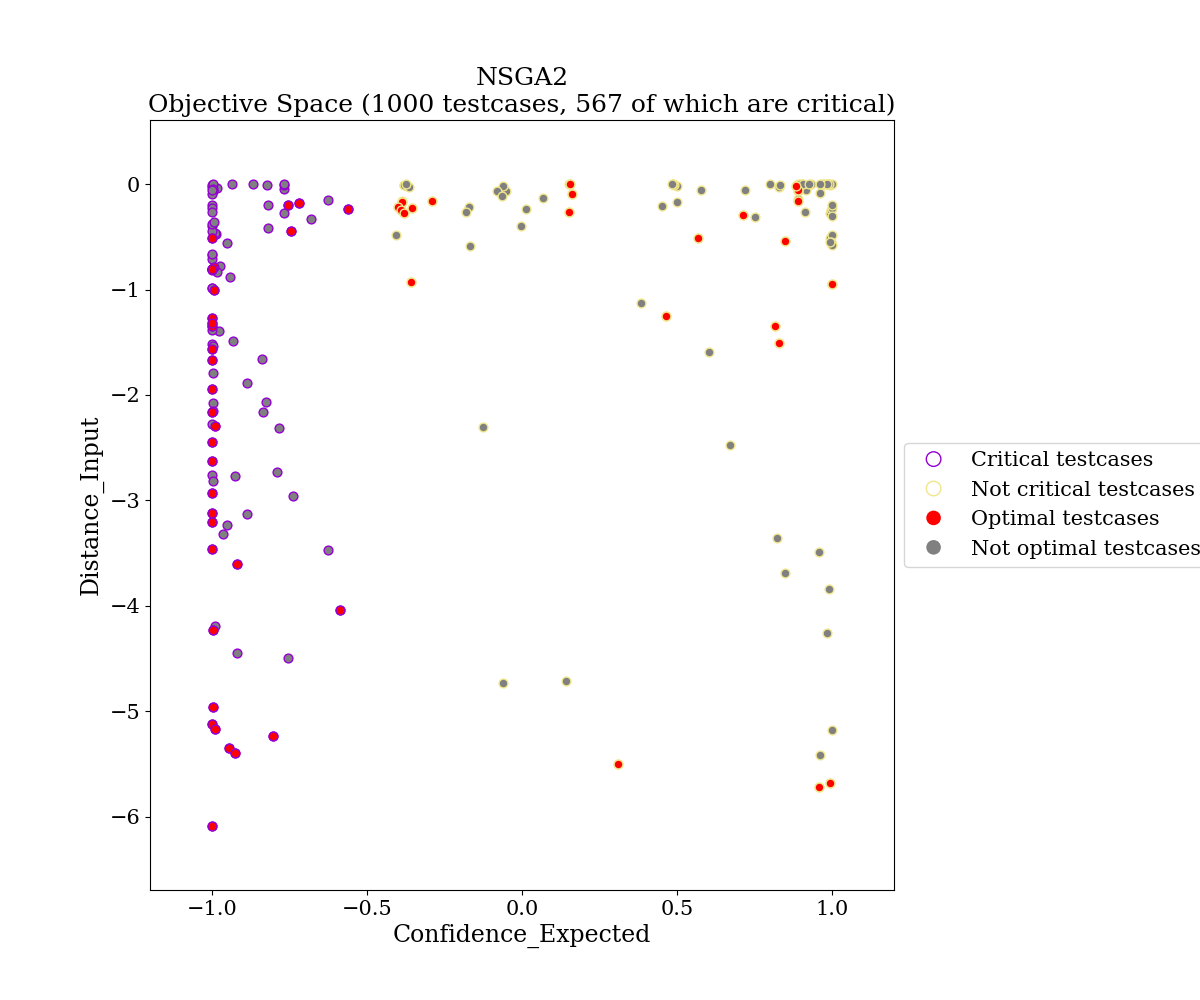 NSGA2
Objective Space (1000 testcases, 567 of which are critical)
0
−1
−2
−3
−4
−5
−6
Distance_Input
−1.0
−0.5
0.0
0.5
1.0
Confidence_Expected
Critical testcases
Not critical testcases
Optimal testcases
Not optimal testcases